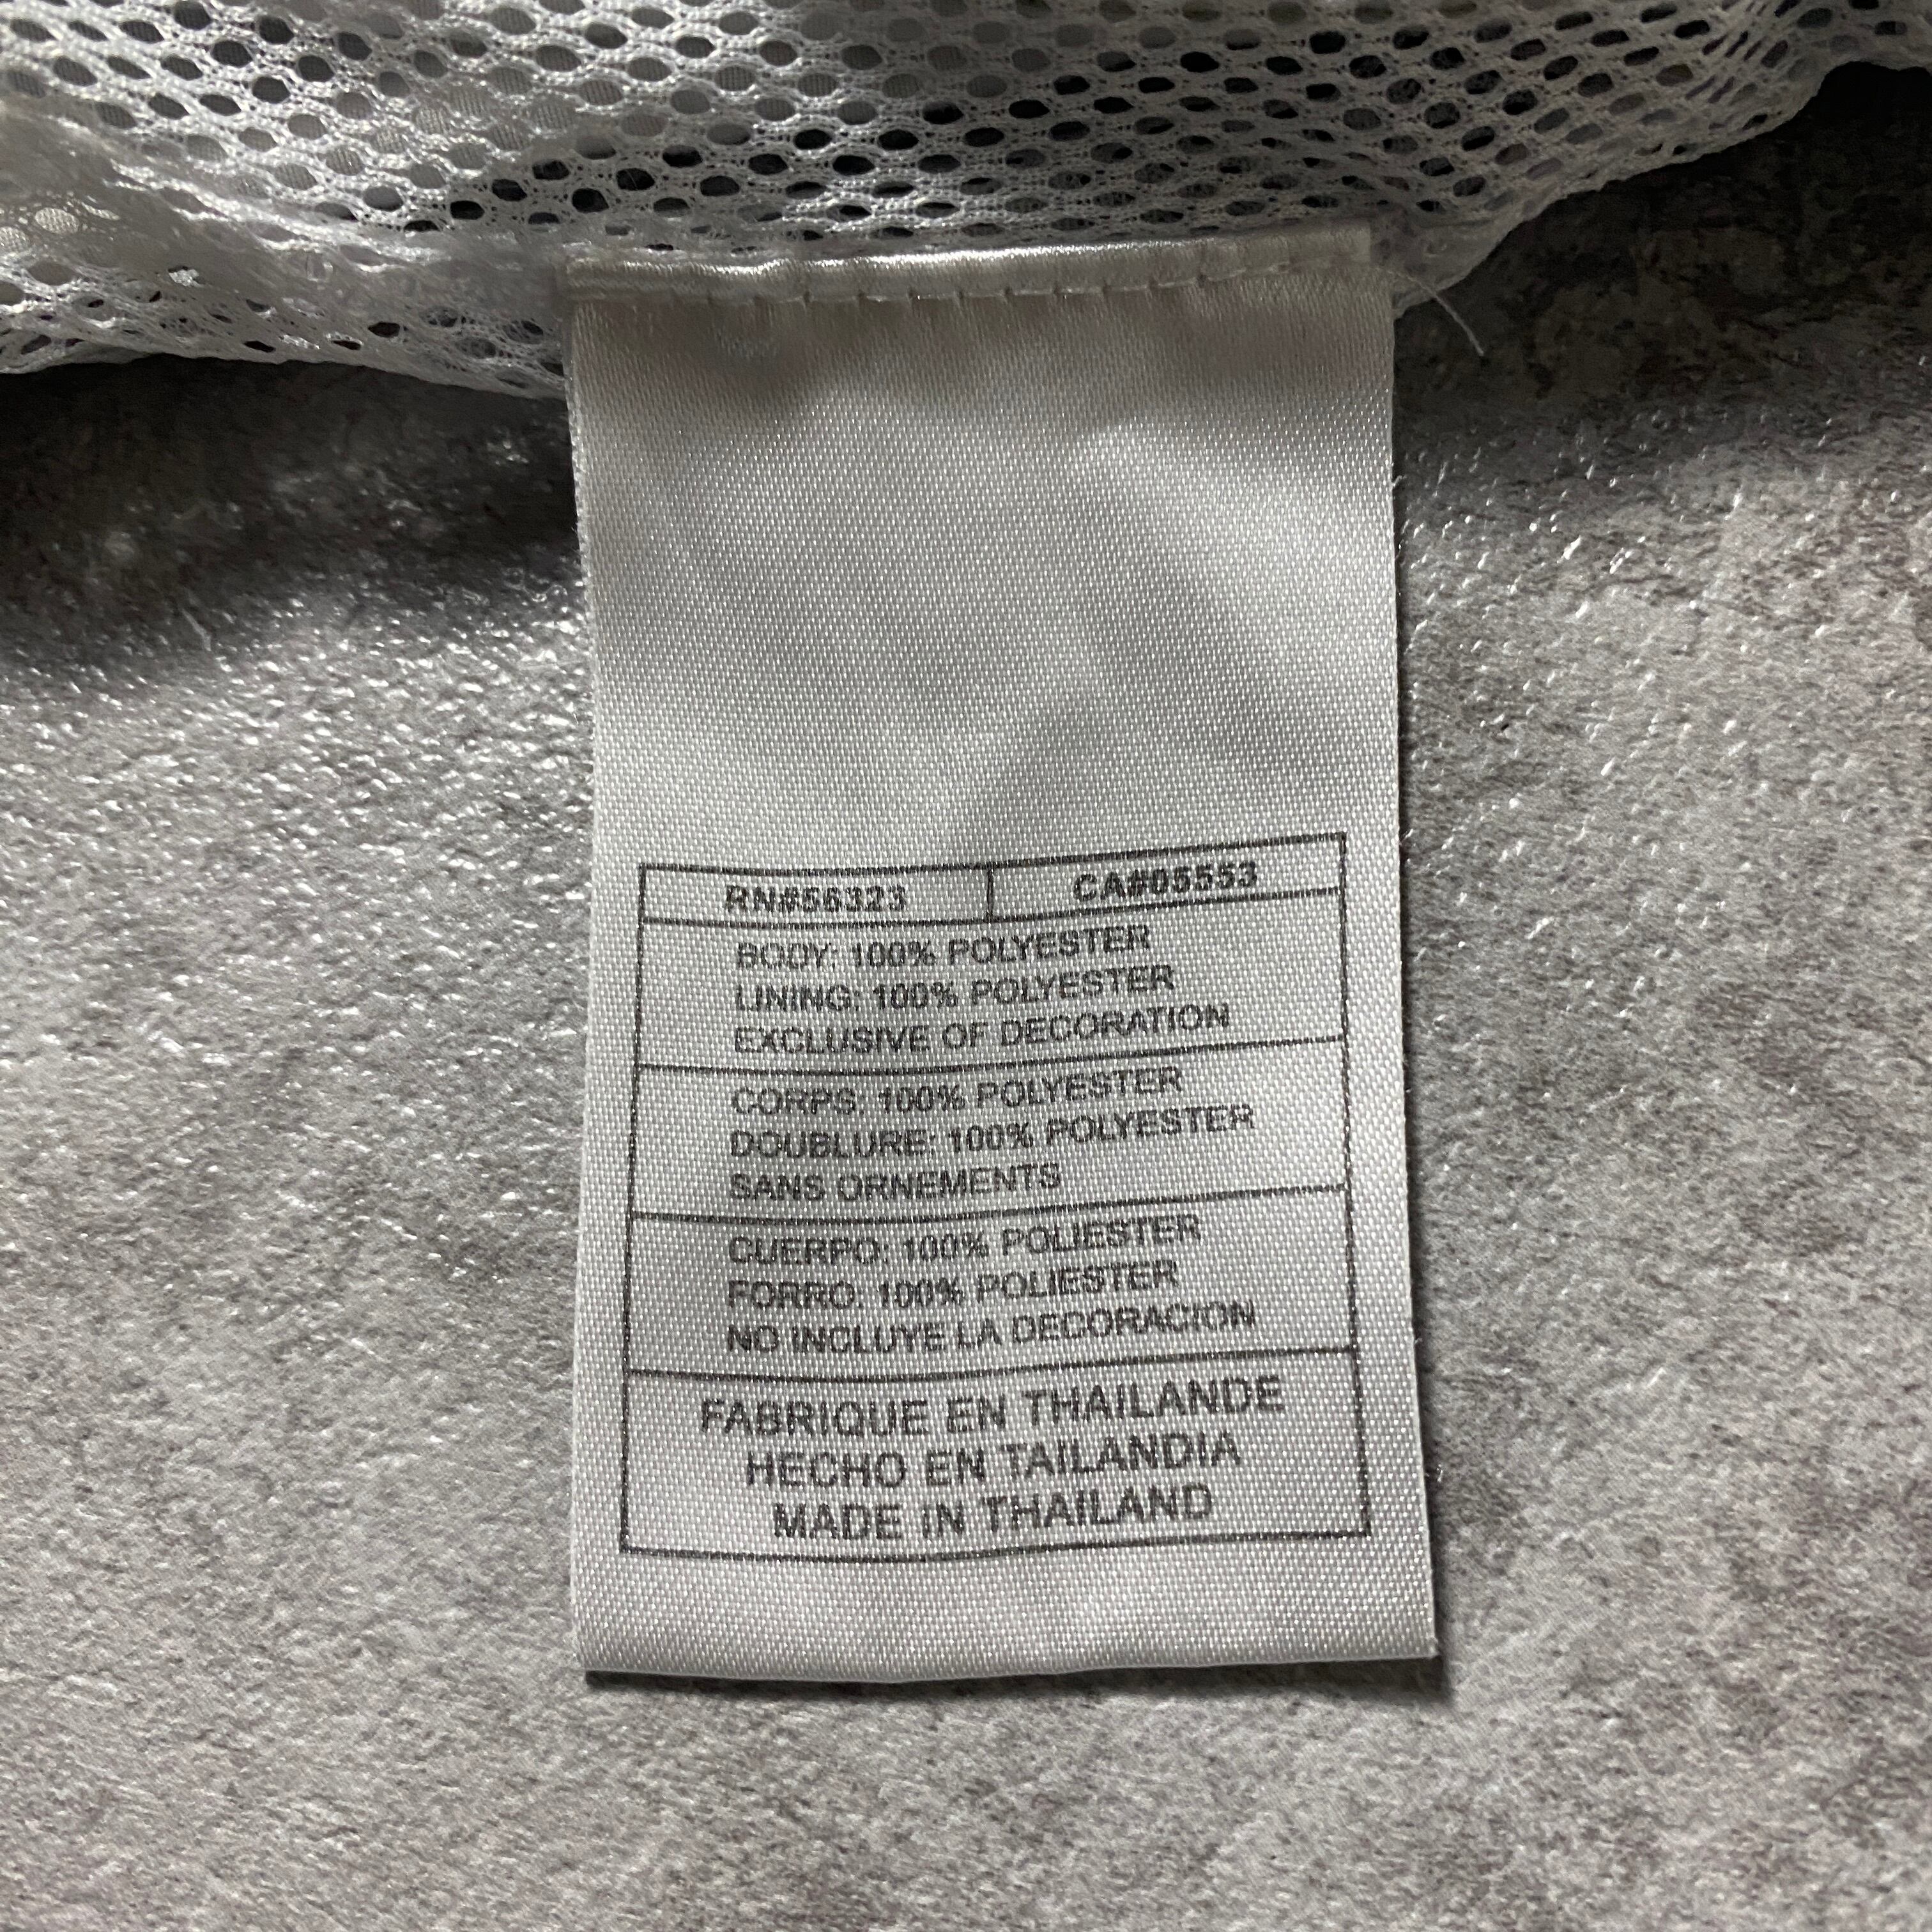 RN#56323 CA#05553
BODY: 100% POLYESTER
LINING: 100% POLYESTER
EXCLUSIVE OF DECORATION
CORPS: 100% POLYESTER
DOUBLURE: 100% POLYESTER
SANS ORNEMENTS
CUERPO: 100% POLIESTER
FORRO: 100% POLIESTER
NO INCLUYE LA DECORACION
FABRIQUE EN THAILANDE
HECHO EN TAILANDIA
MADE IN THAILAND